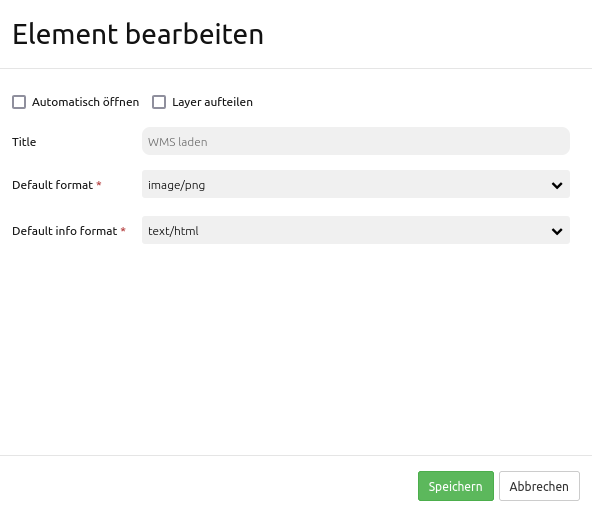 Element bearbeiten
Automatisch öffnen Layer aufteilen
Title WMS laden
Default format * image/png
Default info format * text/html
Speichern Abbrechen